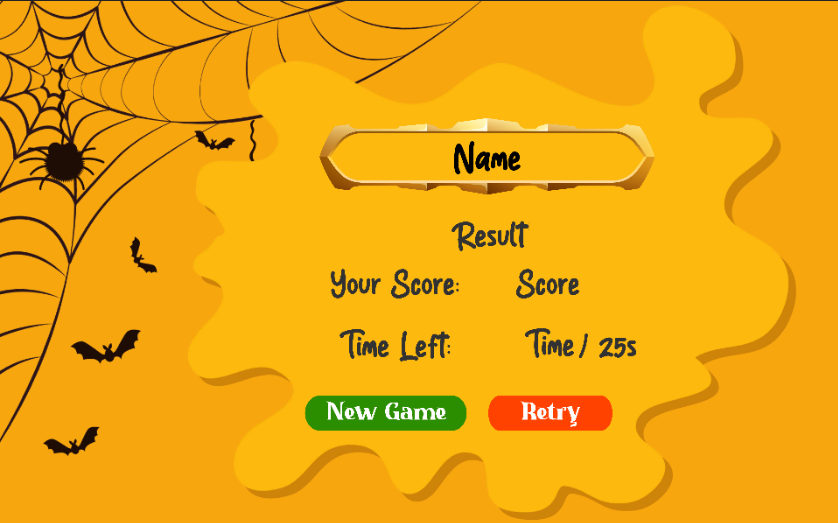 Name
Result
Your Score: Score
Time Left: Time / 25s
New Game Retry